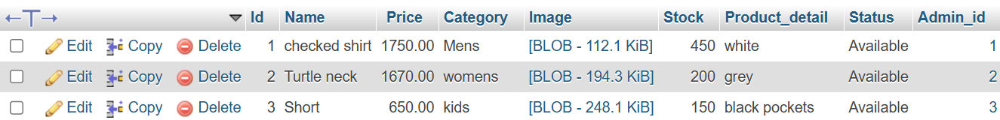 ←T→ Id Name Price Category Image Stock Product_detail Status Admin_id
Edit Copy Delete 1 checked shirt 1750.00 Mens [BLOB - 112.1 KiB] 450 white Available 1
Edit Copy Delete 2 Turtle neck 1670.00 womens [BLOB - 194.3 KiB] 200 grey Available 2
Edit Copy Delete 3 Short 650.00 kids [BLOB - 248.1 KiB] 150 black pockets Available 3